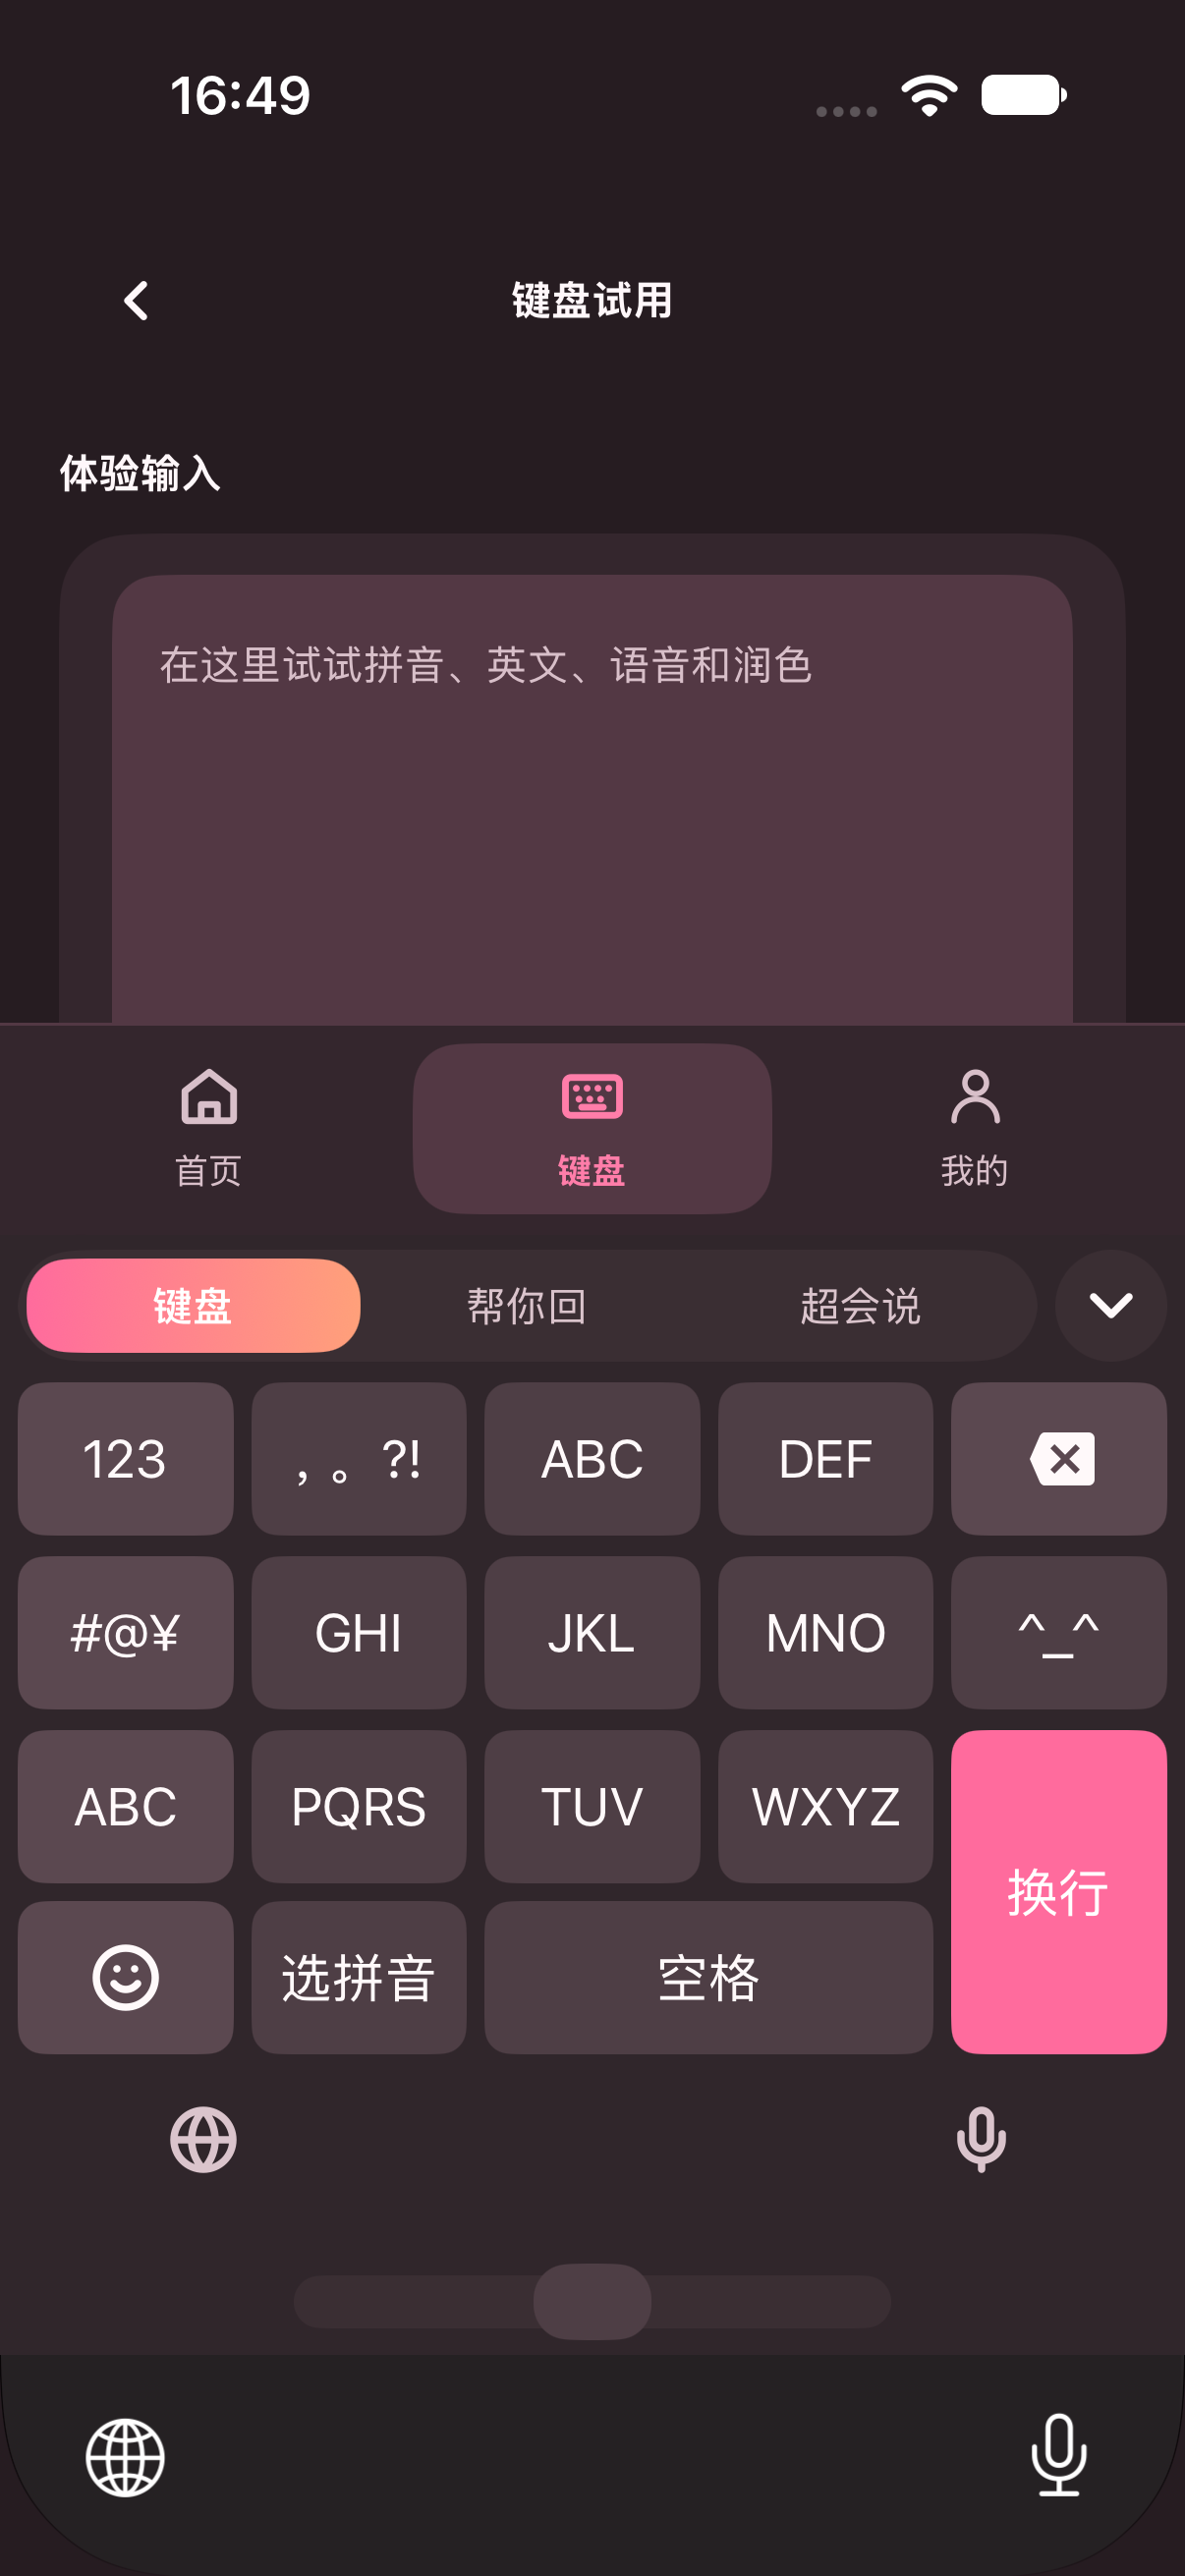 16:49
键盘试用
体验输入
在这里试试拼音、英文、语音和润色
首页 键盘 我的
键盘 帮你回 超会说
123 ，。?! ABC DEF
#@¥ GHI JKL MNO ^_^
ABC PQRS TUV WXYZ
换行
选拼音 空格